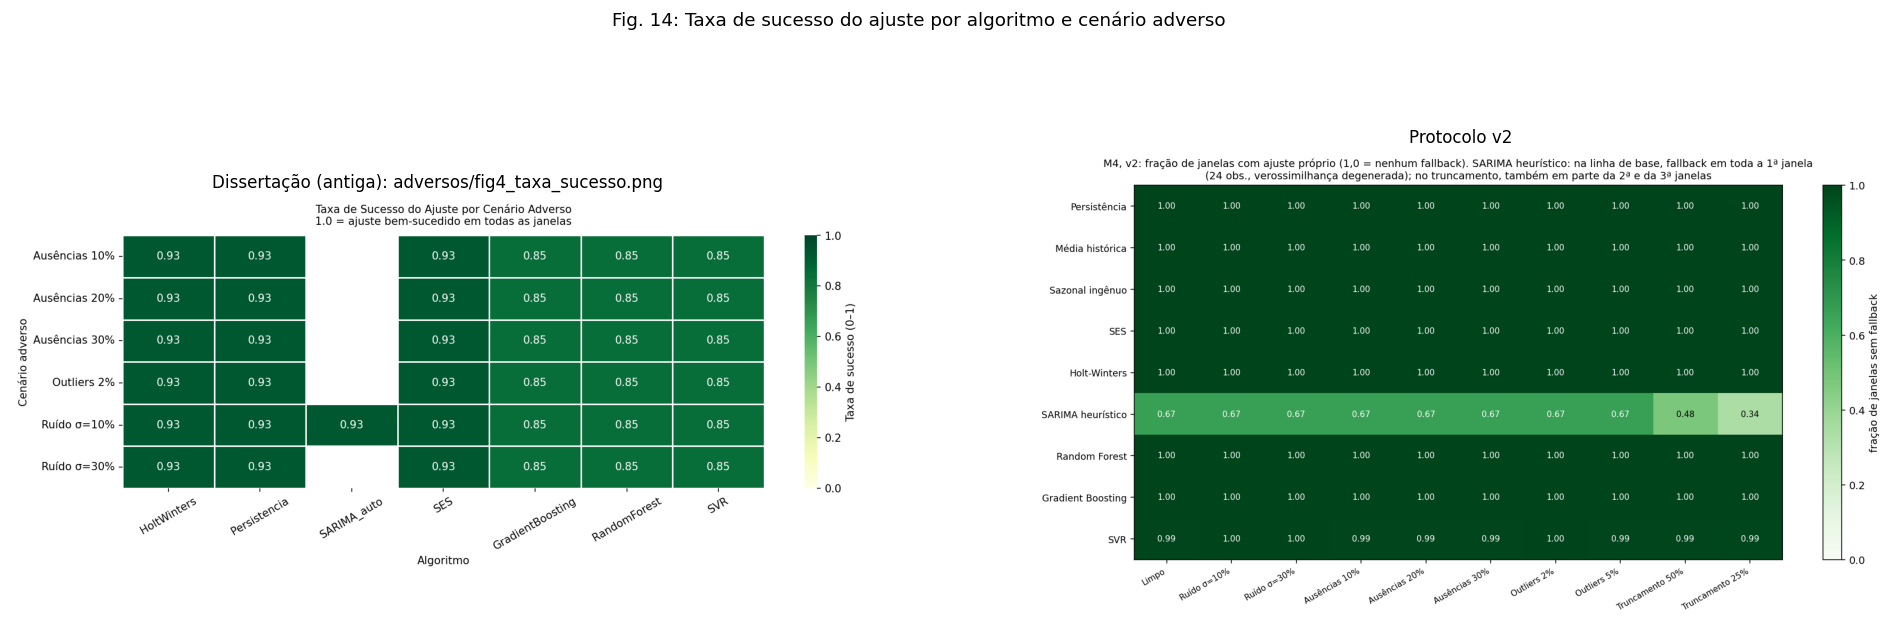 Fig. 14: Taxa de sucesso do ajuste por algoritmo e cenário adverso
Dissertação (antiga): adversos/fig4_taxa_sucesso.png
Taxa de Sucesso do Ajuste por Cenário Adverso
1.0 = ajuste bem-sucedido em todas as janelas
Cenário adverso
Ausências 10% 0.93 0.93 0.93 0.85 0.85 0.85
Ausências 20% 0.93 0.93 0.93 0.85 0.85 0.85
Ausências 30% 0.93 0.93 0.93 0.85 0.85 0.85
Outliers 2% 0.93 0.93 0.93 0.85 0.85 0.85
Ruído σ=10% 0.93 0.93 0.93 0.93 0.85 0.85 0.85
Ruído σ=30% 0.93 0.93 0.93 0.85 0.85 0.85
HoltWinters Persistencia SARIMA_auto SES GradientBoosting RandomForest SVR
Algoritmo
1.0
0.8
0.6
0.4
0.2
0.0
Taxa de sucesso (0–1)
Protocolo v2
M4, v2: fração de janelas com ajuste próprio (1,0 = nenhum fallback). SARIMA heurístico: na linha de base, fallback em toda a 1ª janela
(24 obs., verossimilhança degenerada); no truncamento, também em parte da 2ª e da 3ª janelas
Persistência 1.00 1.00 1.00 1.00 1.00 1.00 1.00 1.00 1.00 1.00
Média histórica 1.00 1.00 1.00 1.00 1.00 1.00 1.00 1.00 1.00 1.00
Sazonal ingênuo 1.00 1.00 1.00 1.00 1.00 1.00 1.00 1.00 1.00 1.00
SES 1.00 1.00 1.00 1.00 1.00 1.00 1.00 1.00 1.00 1.00
Holt-Winters 1.00 1.00 1.00 1.00 1.00 1.00 1.00 1.00 1.00 1.00
SARIMA heurístico 0.67 0.67 0.67 0.67 0.67 0.67 0.67 0.67 0.48 0.34
Random Forest 1.00 1.00 1.00 1.00 1.00 1.00 1.00 1.00 1.00 1.00
Gradient Boosting 1.00 1.00 1.00 1.00 1.00 1.00 1.00 1.00 1.00 1.00
SVR 0.99 1.00 1.00 0.99 0.99 0.99 1.00 0.99 0.99 0.99
Limpo Ruído σ=10% Ruído σ=30% Ausências 10% Ausências 20% Ausências 30% Outliers 2% Outliers 5% Truncamento 50% Truncamento 25%
1.0
0.8
0.6
0.4
0.2
0.0
fração de janelas sem fallback